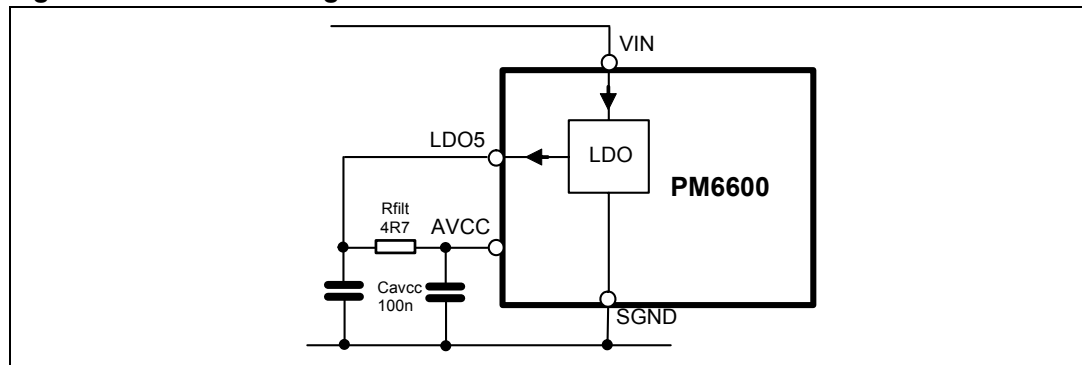 VIN
LDO5
LDO
PM6600
Rfilt
4R7
AVCC
Cavcc
100n
SGND